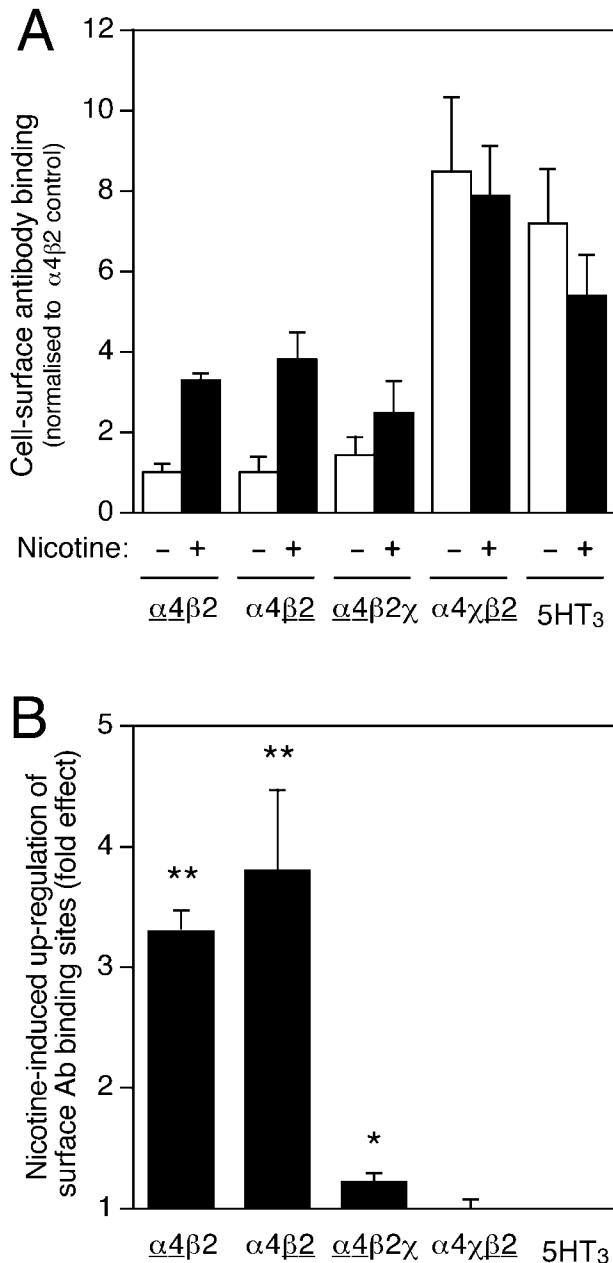 A
Cell-surface antibody binding
(normalised to α4β2 control)
12
10
8
6
4
2
0
Nicotine: – + – + – + – + – +
α4β2 α4β2 α4β2χ α4χβ2 5HT3
B
Nicotine-induced up-regulation of
surface Ab binding sites (fold effect)
5
4
3
2
1
** ** *
α4β2 α4β2 α4β2χ α4χβ2 5HT3